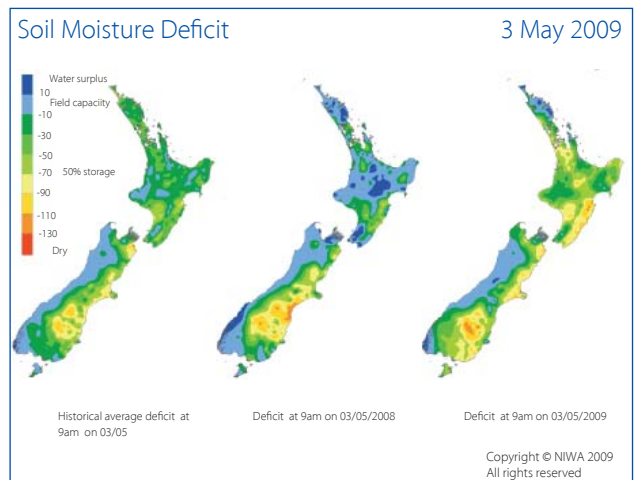 Soil Moisture Deficit
3 May 2009
Water surplus
10
Field capaciity
-10
-30
-50
50% storage
-70
-90
-110
-130
Dry
Historical average deficit at
9am on 03/05
Deficit at 9am on 03/05/2008
Deficit at 9am on 03/05/2009
Copyright © NIWA 2009
All rights reserved